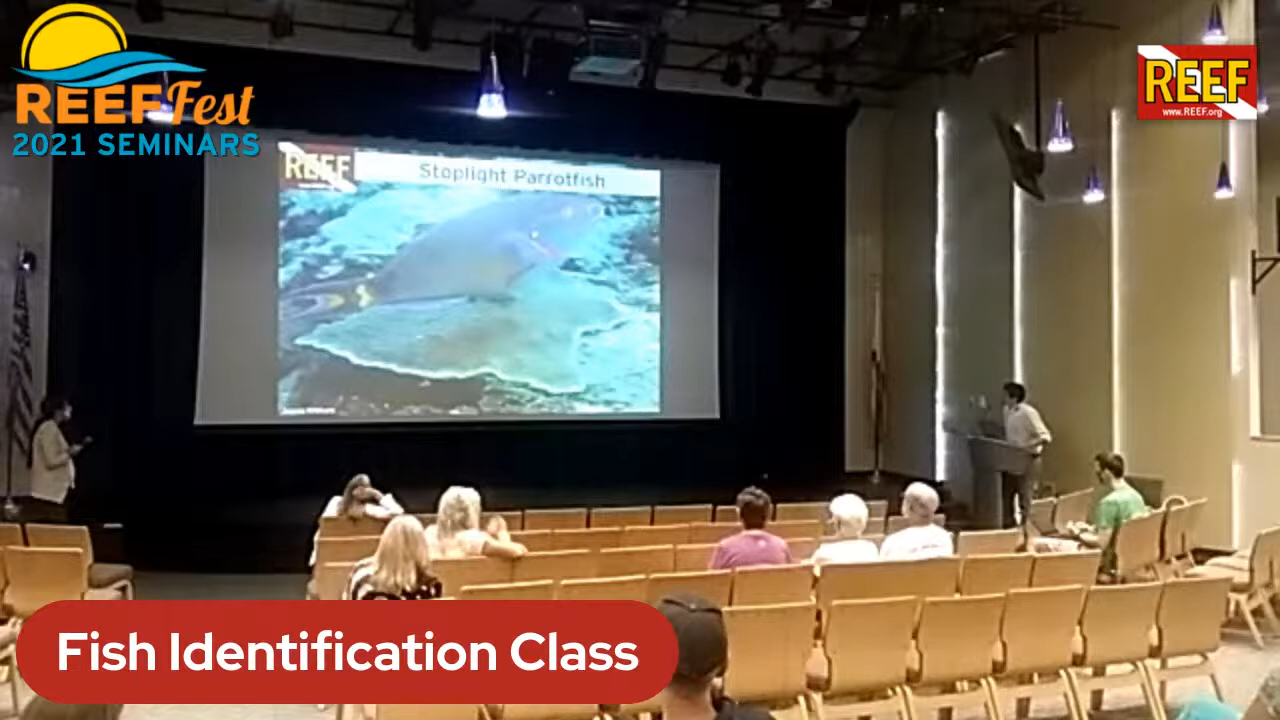 REEF Fest
2021 SEMINARS
REEF
www.REEF.org
REEF
Stoplight Parrotfish
Fish Identification Class